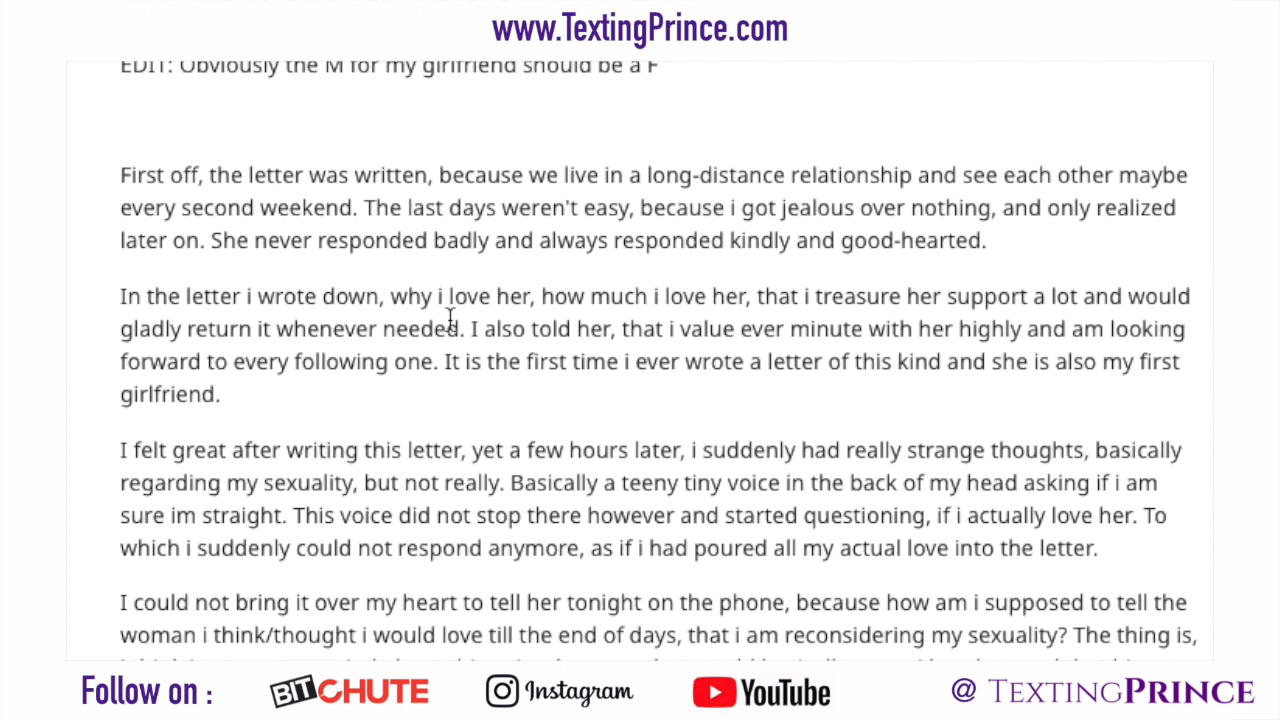 www.TextingPrince.com
EDIT: Obviously the M for my girlfriend should be a F
First off, the letter was written, because we live in a long-distance relationship and see each other maybe
every second weekend. The last days weren't easy, because i got jealous over nothing, and only realized
later on. She never responded badly and always responded kindly and good-hearted.
In the letter i wrote down, why i love her, how much i love her, that i treasure her support a lot and would
gladly return it whenever needed. I also told her, that i value ever minute with her highly and am looking
forward to every following one. It is the first time i ever wrote a letter of this kind and she is also my first
girlfriend.
I felt great after writing this letter, yet a few hours later, i suddenly had really strange thoughts, basically
regarding my sexuality, but not really. Basically a teeny tiny voice in the back of my head asking if i am
sure im straight. This voice did not stop there however and started questioning, if i actually love her. To
which i suddenly could not respond anymore, as if i had poured all my actual love into the letter.
I could not bring it over my heart to tell her tonight on the phone, because how am i supposed to tell the
woman i think/thought i would love till the end of days, that i am reconsidering my sexuality? The thing is,
Follow on : BITCHUTE Instagram YouTube @ TEXTINGPRINCE